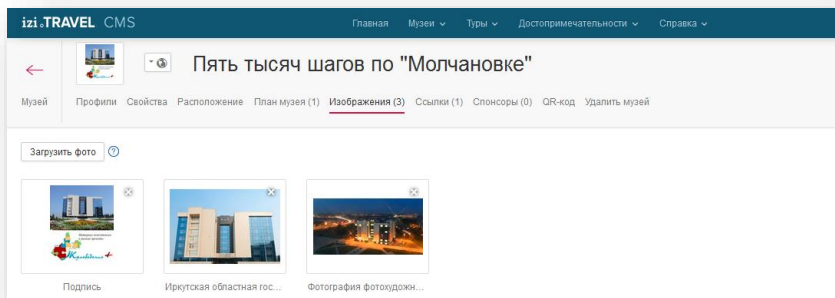 izi.TRAVEL CMS Главная Музеи Туры Достопримечательности Справка
Пять тысяч шагов по "Молчановке"
Музей Профили Свойства Расположение План музея (1) Изображения (3) Ссылки (1) Спонсоры (0) QR-код Удалить музей
Загрузить фото ?
Подпись Иркутская областная гос... Фотография фотохудожн...